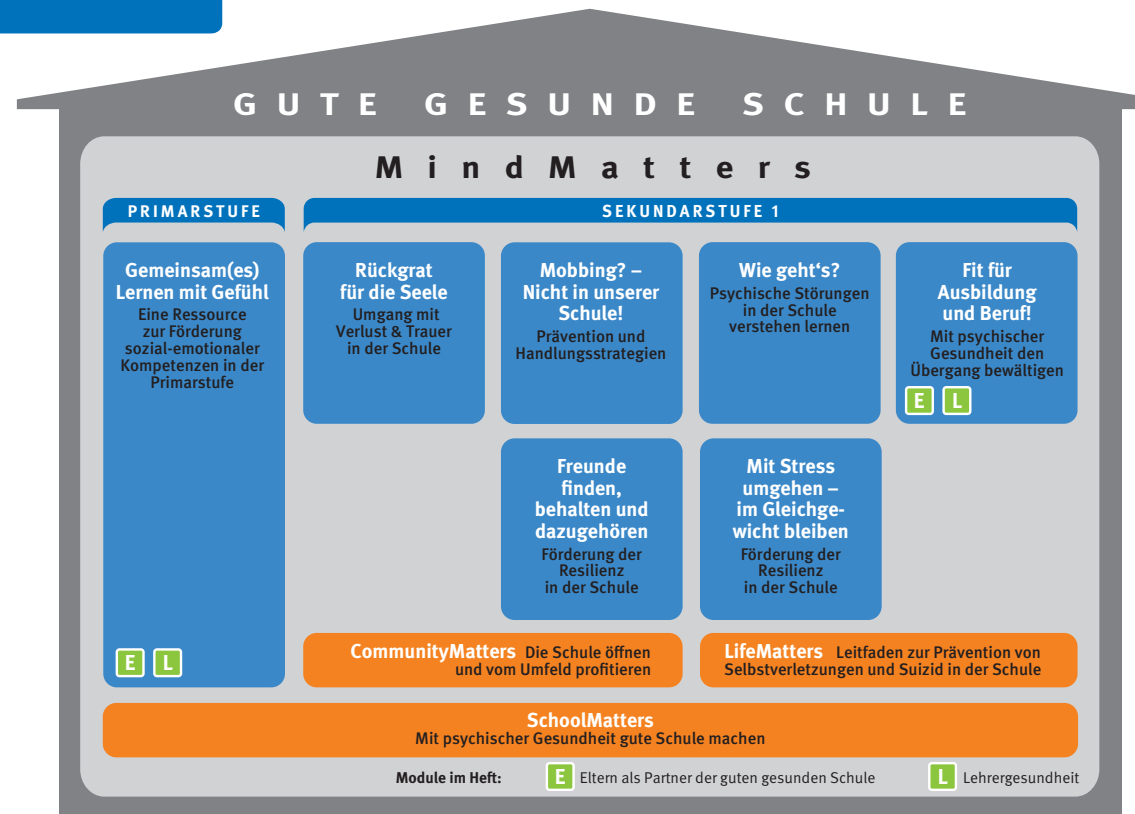 GUTE GESUNDE SCHULE
MindMatters
PRIMARSTUFE
SEKUNDARSTUFE 1
Gemeinsam(es)
Lernen mit Gefühl
Eine Ressource
zur Förderung
sozial-emotionaler
Kompetenzen in der
Primarstufe
E L
Rückgrat
für die Seele
Umgang mit
Verlust & Trauer
in der Schule
Mobbing? –
Nicht in unserer
Schule!
Prävention und
Handlungsstrategien
Wie geht‘s?
Psychische Störungen
in der Schule
verstehen lernen
Fit für
Ausbildung
und Beruf!
Mit psychischer
Gesundheit den
Übergang bewältigen
E L
Freunde
finden,
behalten und
dazugehören
Förderung der
Resilienz
in der Schule
Mit Stress
umgehen –
im Gleichge-
wicht bleiben
Förderung der
Resilienz
in der Schule
CommunityMatters Die Schule öffnen
und vom Umfeld profitieren
LifeMatters Leitfaden zur Prävention von
Selbstverletzungen und Suizid in der Schule
SchoolMatters
Mit psychischer Gesundheit gute Schule machen
Module im Heft: E Eltern als Partner der guten gesunden Schule L Lehrergesundheit